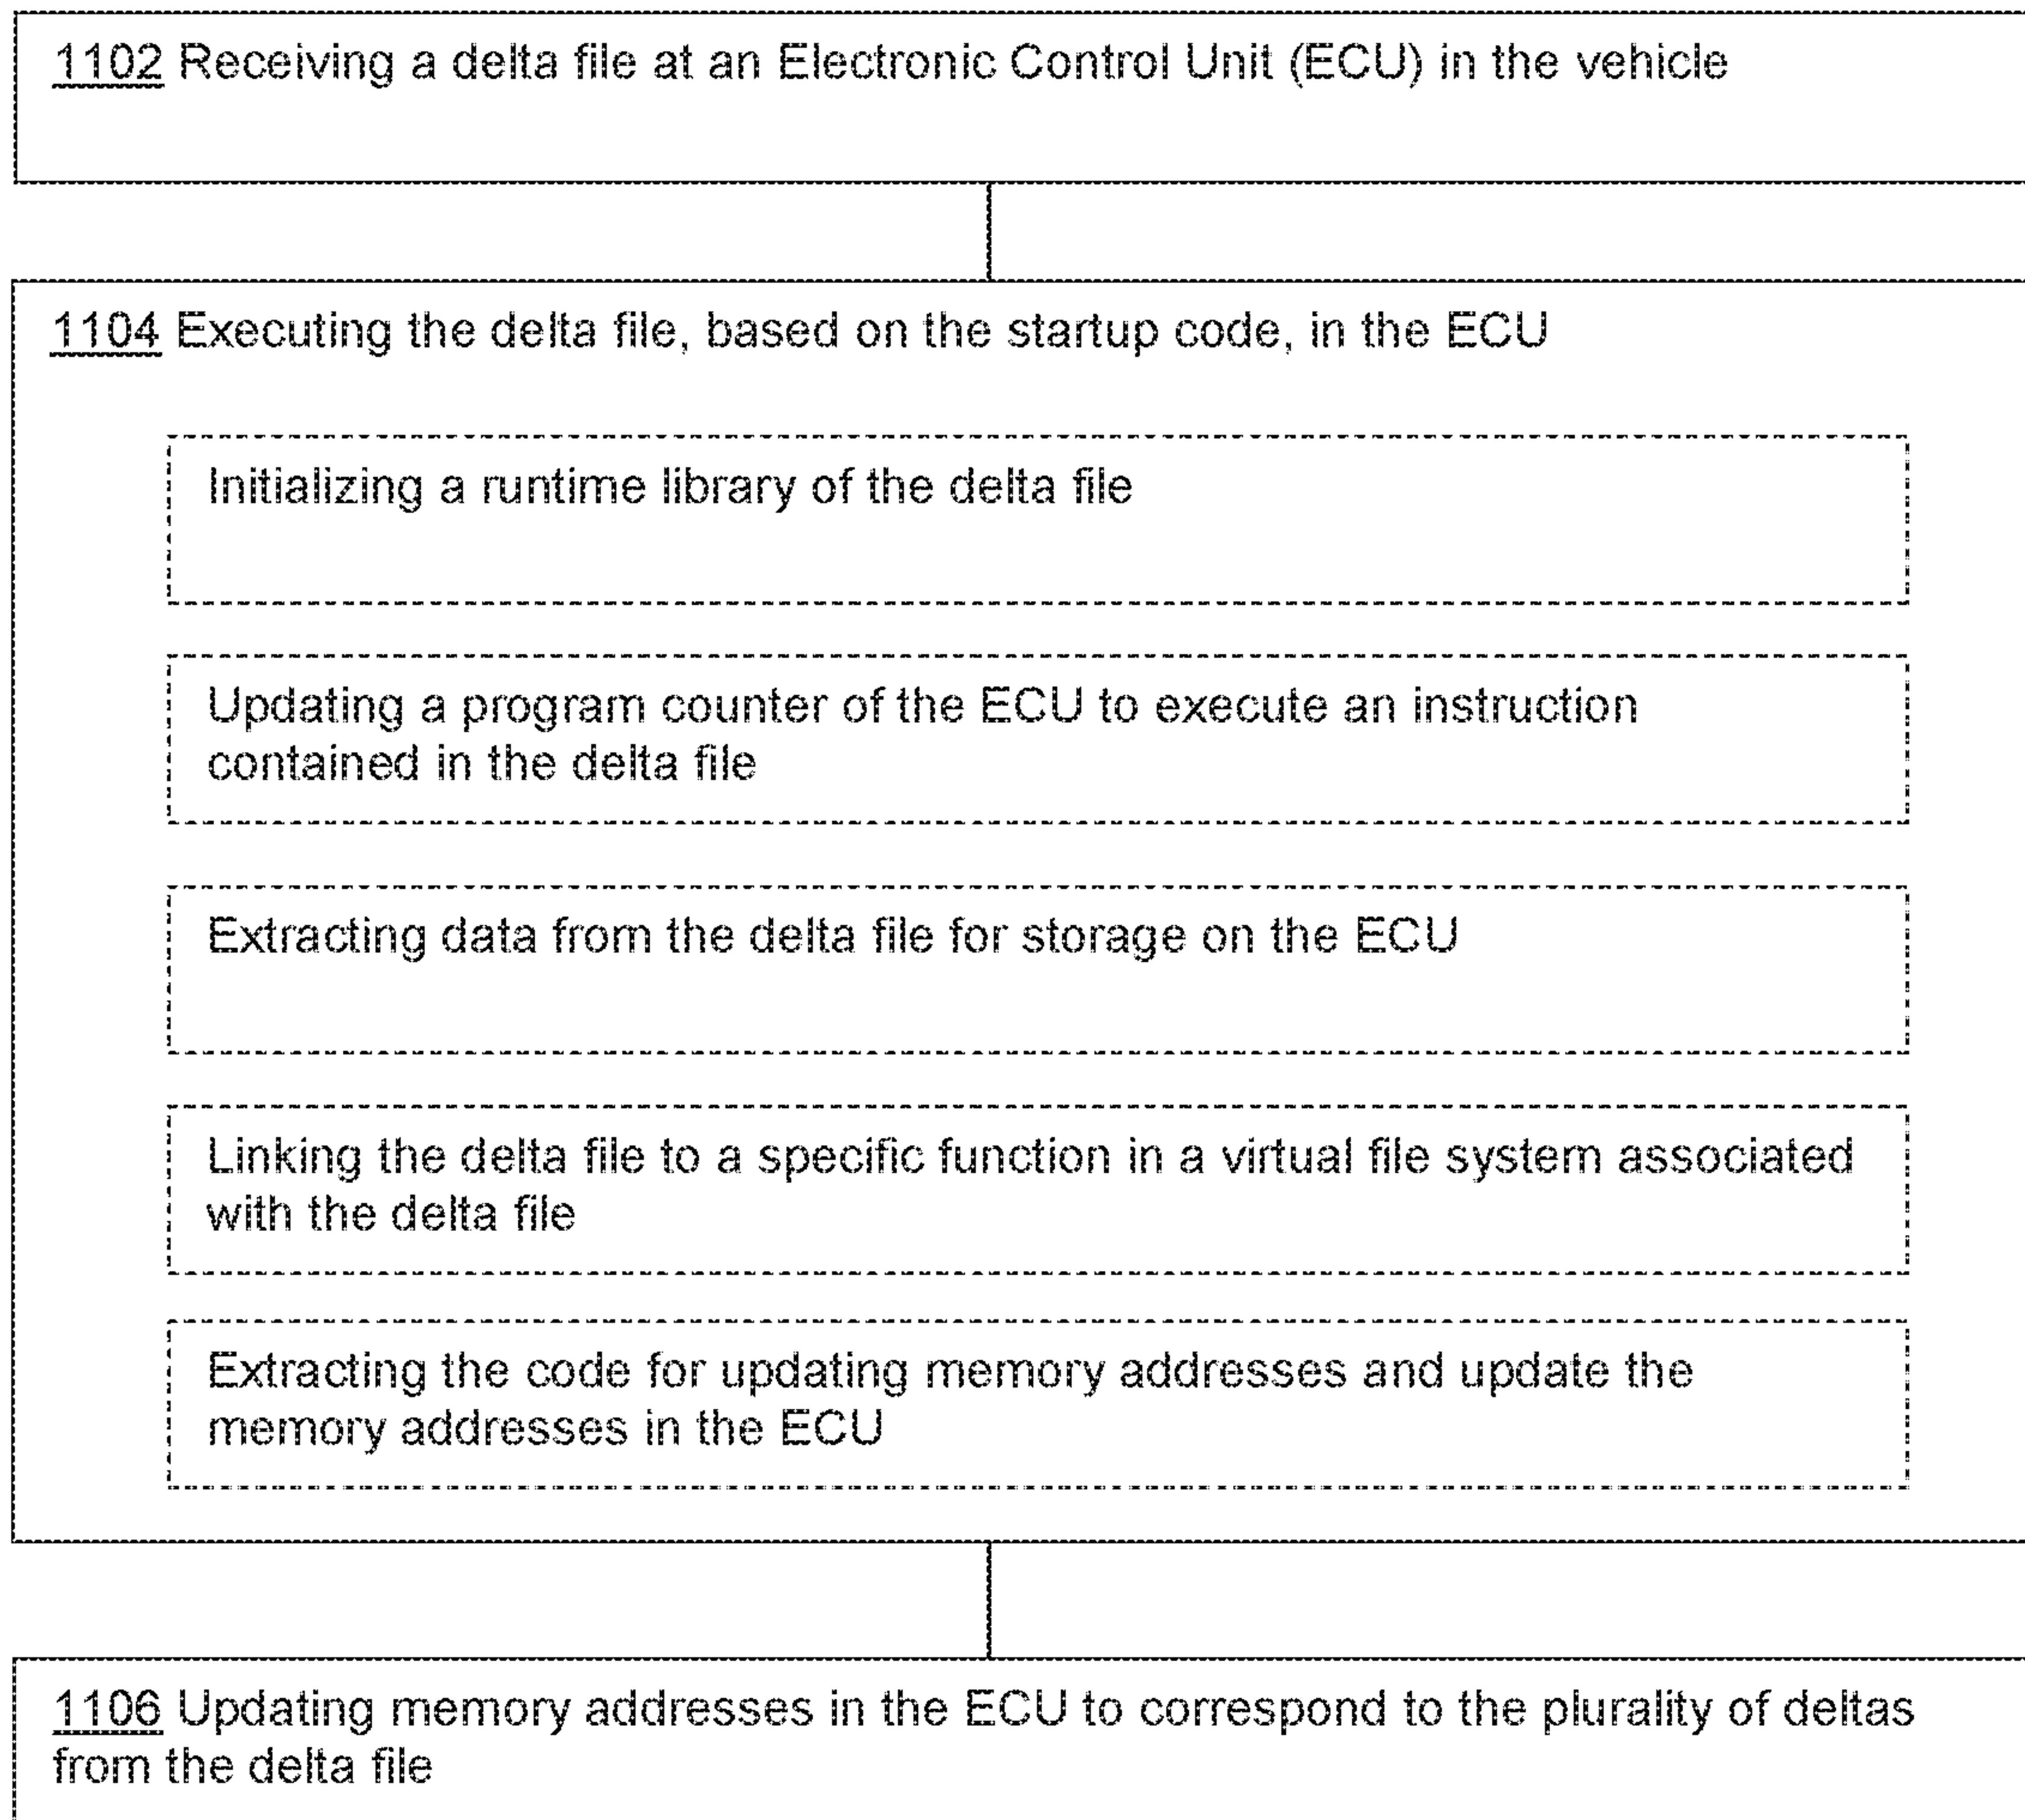 1102 Receiving a delta file at an Electronic Control Unit (ECU) in the vehicle
1104 Executing the delta file, based on the startup code, in the ECU
Initializing a runtime library of the delta file
Updating a program counter of the ECU to execute an instruction
contained in the delta file
Extracting data from the delta file for storage on the ECU
Linking the delta file to a specific function in a virtual file system associated
with the delta file
Extracting the code for updating memory addresses and update the
memory addresses in the ECU
1106 Updating memory addresses in the ECU to correspond to the plurality of deltas
from the delta file